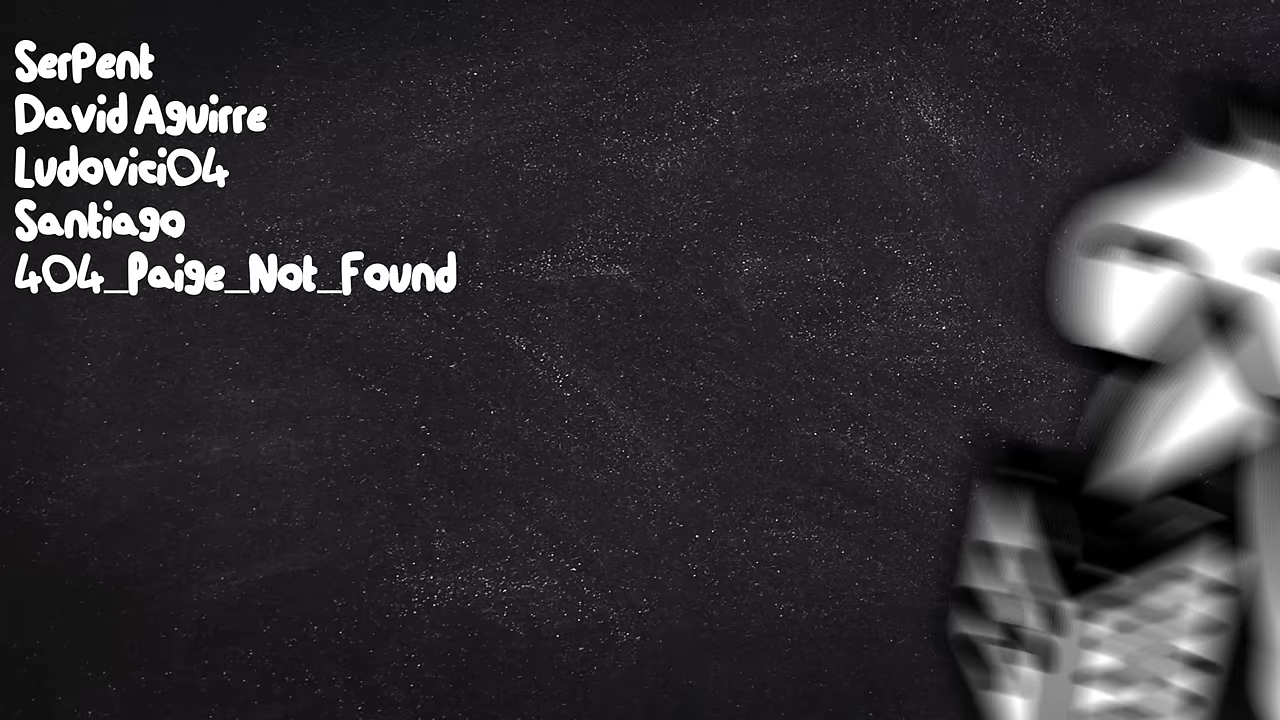 SerPent
David Aguirre
Ludovici04
Santiago
404_Paige_Not_Found